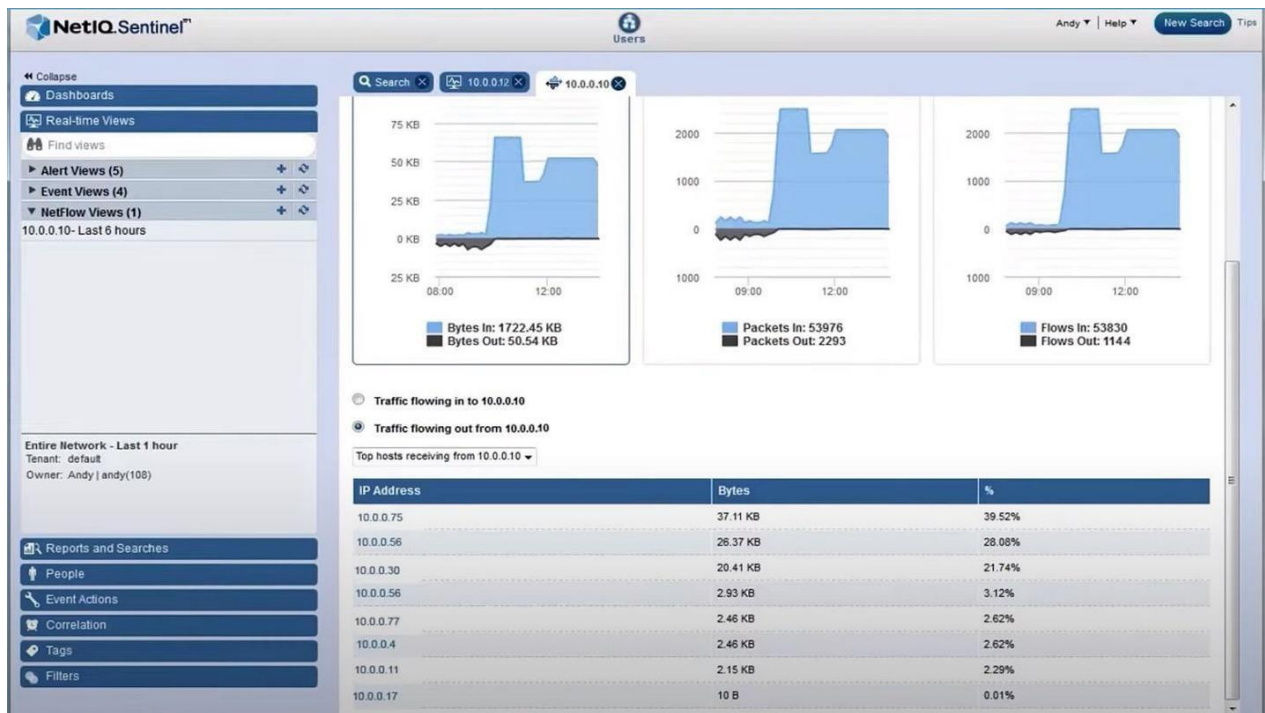 NetIQ Sentinel™
Users
Andy
Help
New Search
Tips
Collapse
Dashboards
Real-time Views
Find views
Alert Views (5)
Event Views (4)
NetFlow Views (1)
10.0.0.10- Last 6 hours
Entire Network - Last 1 hour
Tenant: default
Owner: Andy | andy(108)
Reports and Searches
People
Event Actions
Correlation
Tags
Filters
Search
10.0.0.12
10.0.0.10
75 KB
50 KB
25 KB
0 KB
25 KB
08:00 12:00
Bytes In: 1722.45 KB
Bytes Out: 50.54 KB
2000
1000
0
1000
09:00 12:00
Packets In: 53976
Packets Out: 2293
2000
1000
0
1000
09:00 12:00
Flows In: 53830
Flows Out: 1144
Traffic flowing in to 10.0.0.10
Traffic flowing out from 10.0.0.10
Top hosts receiving from 10.0.0.10
IP Address Bytes %
10.0.0.75 37.11 KB 39.52%
10.0.0.56 26.37 KB 28.08%
10.0.0.30 20.41 KB 21.74%
10.0.0.56 2.93 KB 3.12%
10.0.0.77 2.46 KB 2.62%
10.0.0.4 2.46 KB 2.62%
10.0.0.11 2.15 KB 2.29%
10.0.0.17 10 B 0.01%